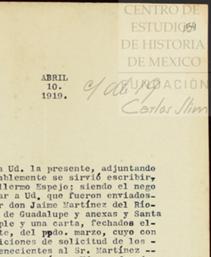 CENTRO DE
ESTUDIOS
DE HISTORIA
DE MEXICO
FUNDACIÓN
Carlos Slim
ABRIL
10.
1919.
a Ud. la presente, adjuntando
ablemente se sirvió escribir
llermo Espejo; siendo el nego
ar a Ud, que fueron enviados-
r don Jaime Martínez del Río-
de Guadalupe y anexas y Santa
ple y una carta, fechados el-
te, del ppdo. marzo, cuyo con
iciones de solicitud de los -
enecientes al Sr. Martínez --